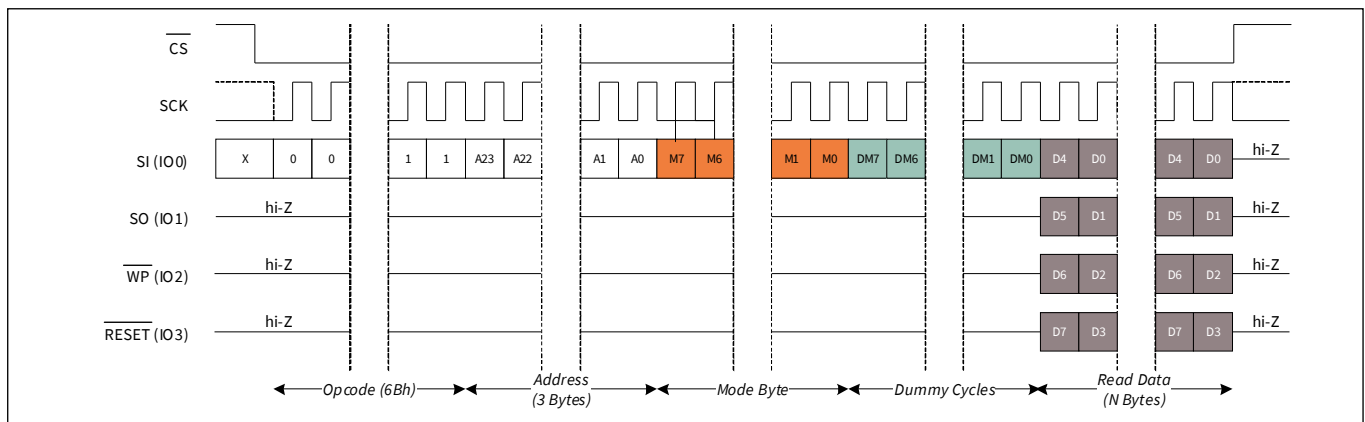 CS
SCK
SI (IO0) X 0 0 1 1 A23 A22 A1 A0 M7 M6 M1 M0 DM7 DM6 DM1 DM0 D4 D0 D4 D0 hi-Z
SO (IO1) hi-Z D5 D1 D5 D1 hi-Z
WP (IO2) hi-Z D6 D2 D6 D2 hi-Z
RESET (IO3) hi-Z D7 D3 D7 D3 hi-Z
Opcode (6Bh) Address Mode Byte Dummy Cycles Read Data
(3 Bytes) (N Bytes)